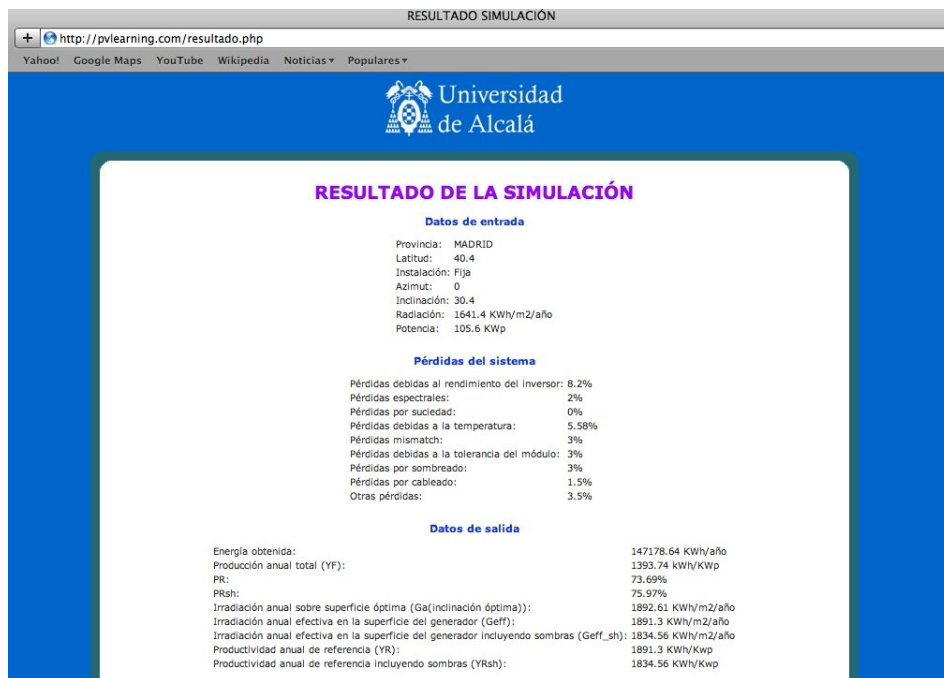 RESULTADO SIMULACIÓN
+ http://pvlearning.com/resultado.php
Yahoo! Google Maps YouTube Wikipedia Noticias Populares
Universidad
de Alcalá
RESULTADO DE LA SIMULACIÓN
Datos de entrada
Provincia: MADRID
Latitud: 40.4
Instalación: Fija
Azimut: 0
Inclinación: 30.4
Radiación: 1641.4 KWh/m2/año
Potencia: 105.6 KWp
Pérdidas del sistema
Pérdidas debidas al rendimiento del inversor: 8.2%
Pérdidas espectrales: 2%
Pérdidas por suciedad: 0%
Pérdidas debidas a la temperatura: 5.58%
Pérdidas mismatch: 3%
Pérdidas debidas a la tolerancia del módulo: 3%
Pérdidas por sombreado: 3%
Pérdidas por cableado: 1.5%
Otras pérdidas: 3.5%
Datos de salida
Energía obtenida: 147178.64 KWh/año
Producción anual total (YF): 1393.74 kWh/KWp
PR: 73.69%
PRsh: 75.97%
Irradiación anual sobre superficie óptima (Ga(inclinación óptima)): 1892.61 KWh/m2/año
Irradiación anual efectiva en la superficie del generador (Geff): 1891.3 KWh/m2/año
Irradiación anual efectiva en la superficie del generador incluyendo sombras (Geff_sh): 1834.56 KWh/m2/año
Productividad anual de referencia (YR): 1891.3 KWh/Kwp
Productividad anual de referencia incluyendo sombras (YRsh): 1834.56 KWh/Kwp